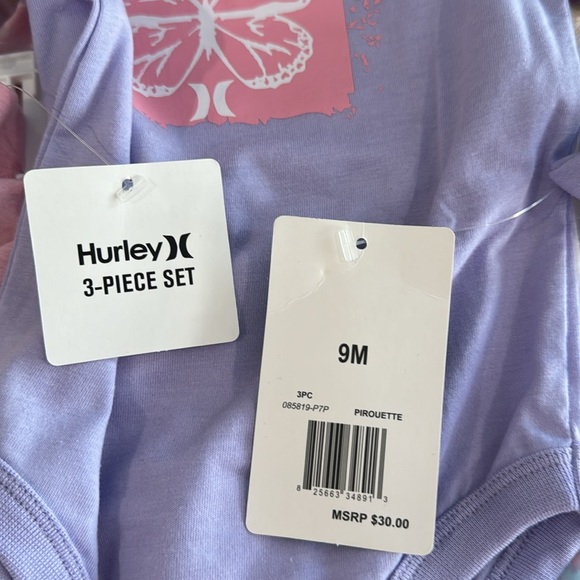 Hurley
3-PIECE SET
9M
3PC
085819-P7P
PIROUETTE
8 25663 34891 3
MSRP $30.00